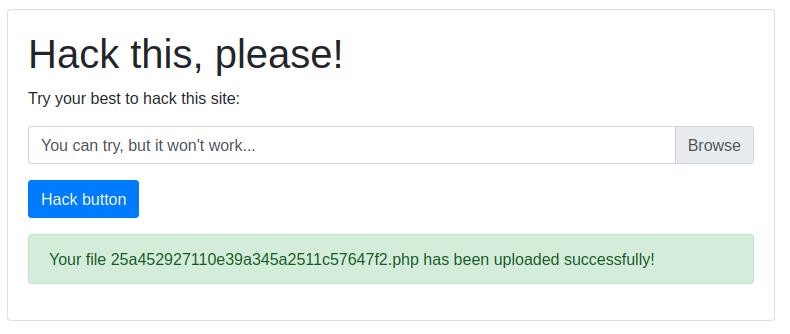 Hack this, please!
Try your best to hack this site:
You can try, but it won't work... Browse
Hack button
Your file 25a452927110e39a345a2511c57647f2.php has been uploaded successfully!